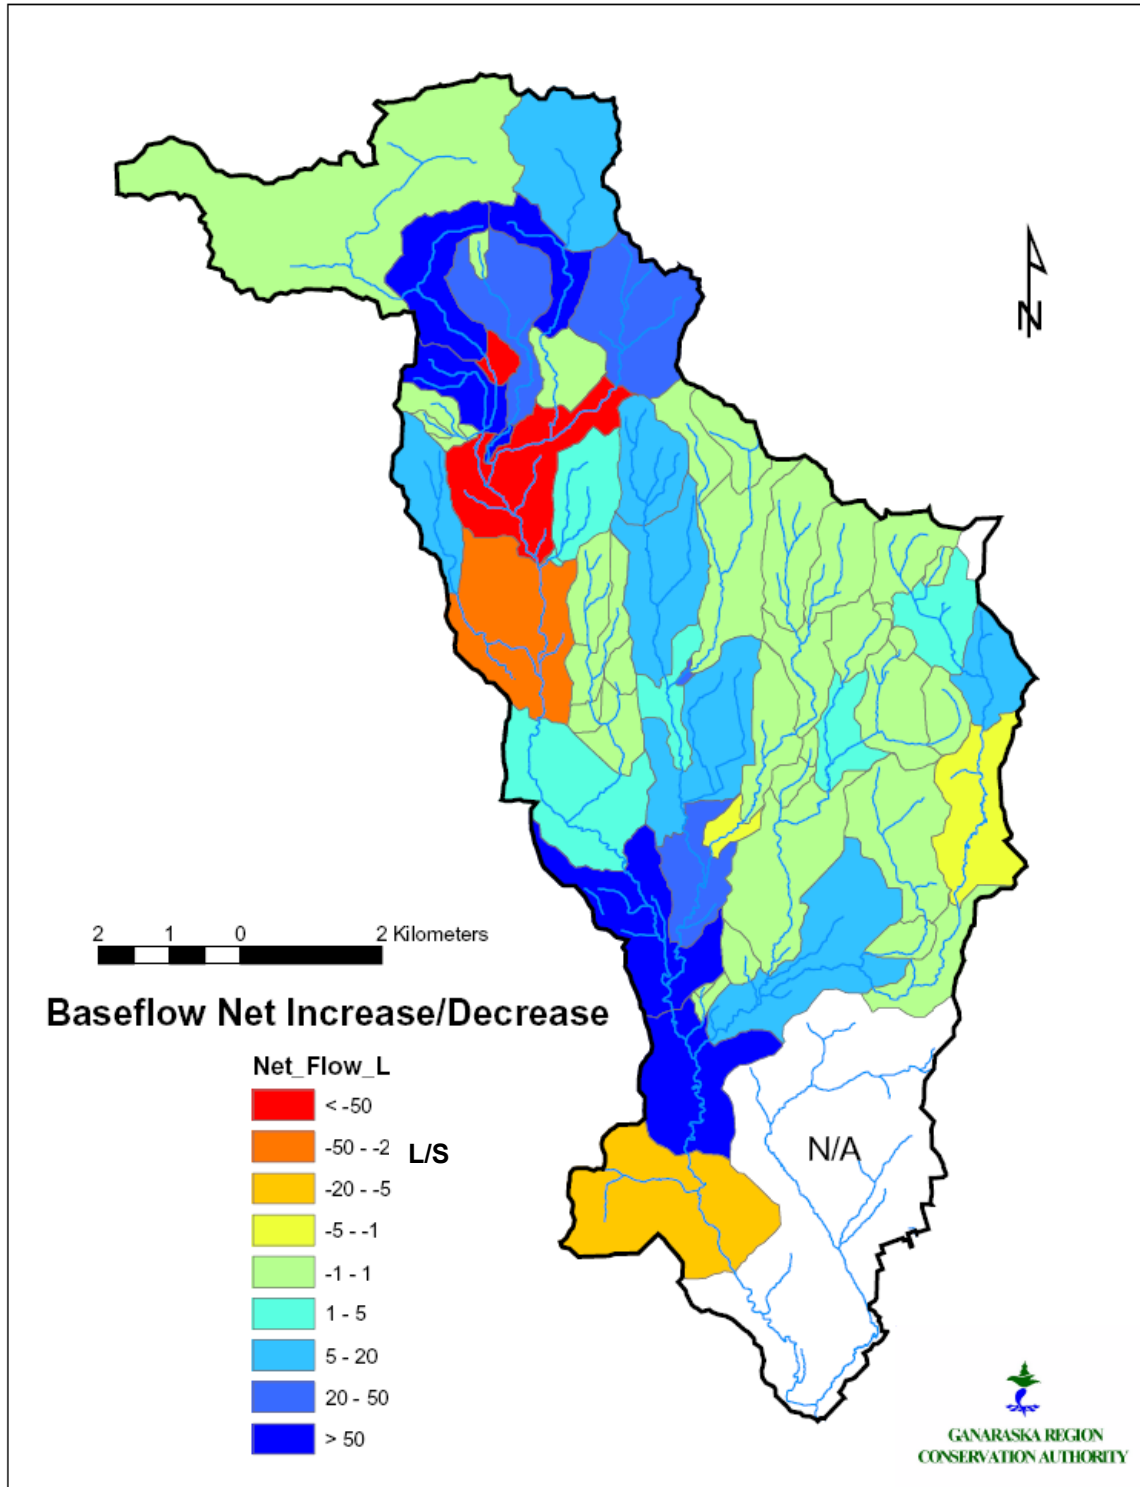 N
2 1 0 2 Kilometers
Baseflow Net Increase/Decrease
Net_Flow_L
< -50
-50 - -2 L/S
-20 - -5
-5 - -1
-1 - 1
1 - 5
5 - 20
20 - 50
> 50
N/A
GANARASKA REGION
CONSERVATION AUTHORITY